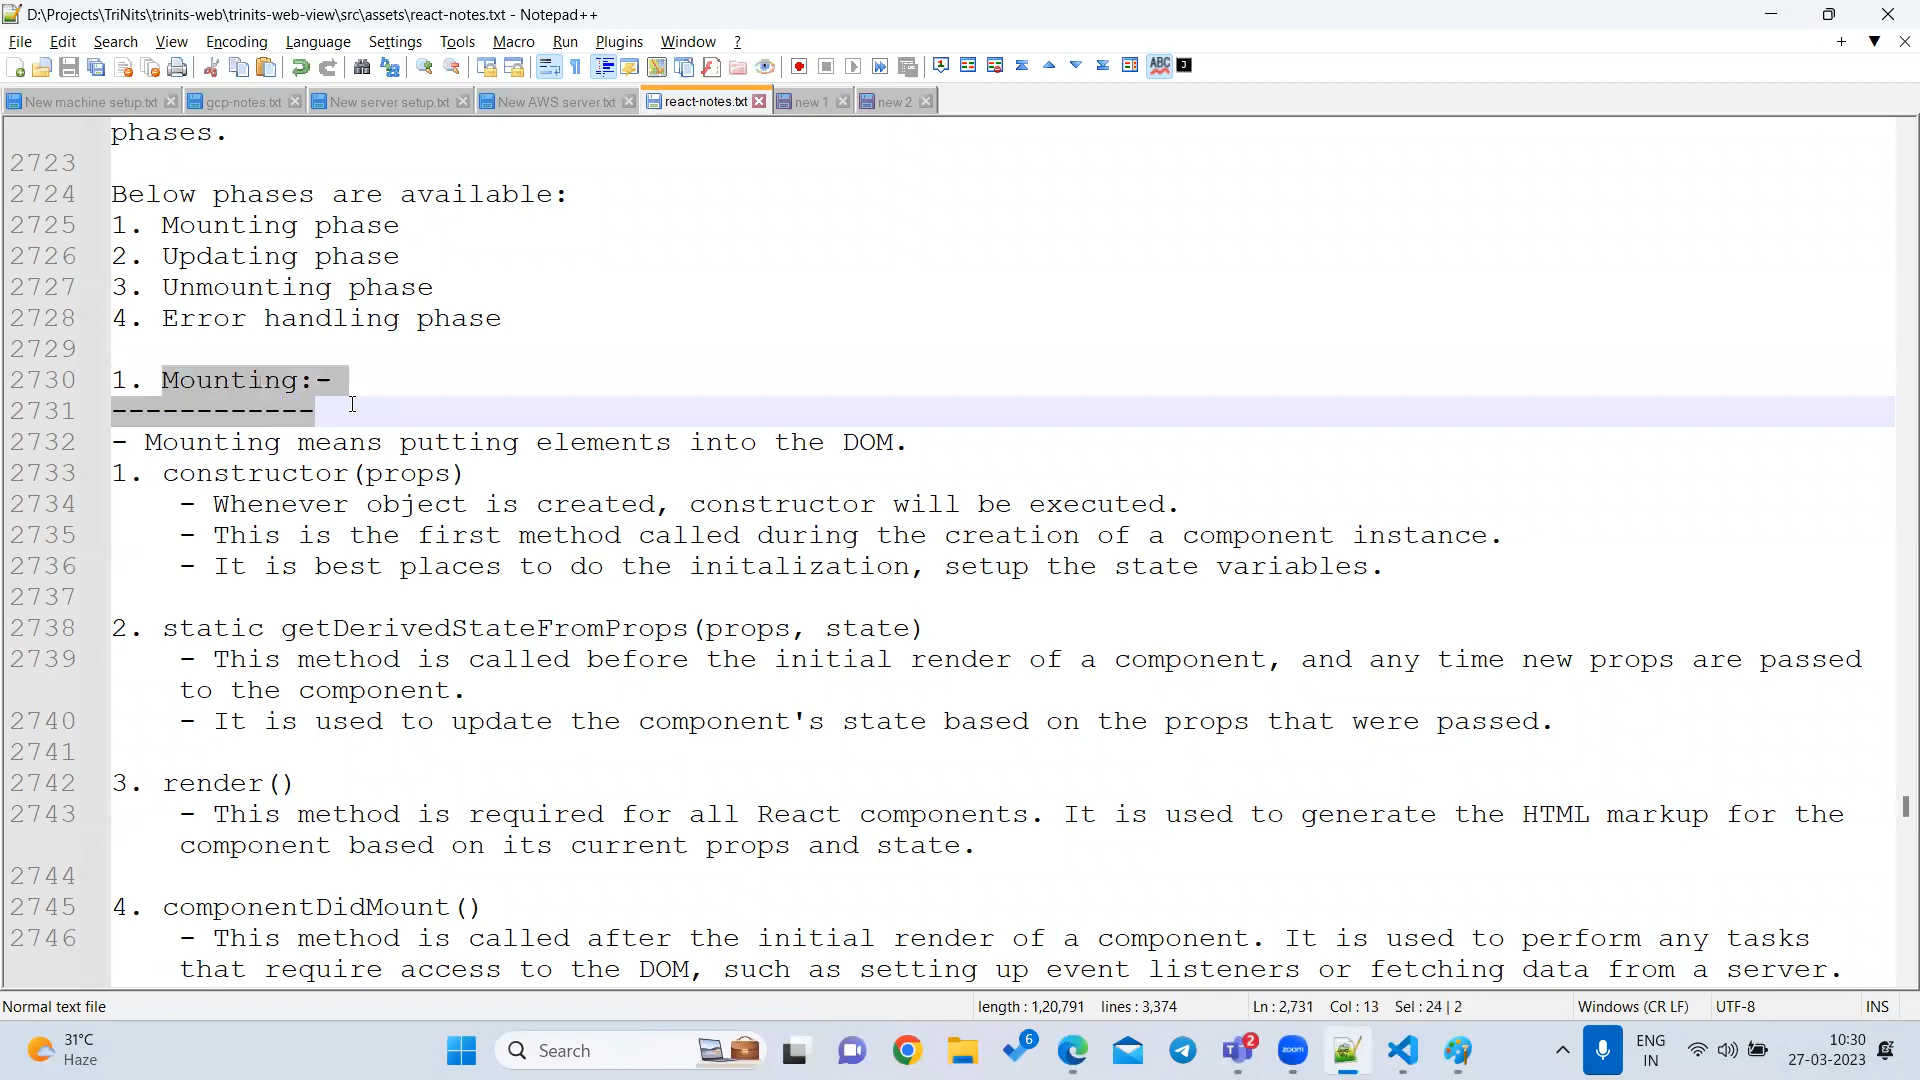 D:\Projects\TriNits\trinits-web\trinits-web-view\src\assets\react-notes.txt - Notepad++
File Edit Search View Encoding Language Settings Tools Macro Run Plugins Window ?
New machine setup.txt gcp-notes.txt New server setup.txt New AWS server.txt react-notes.txt new 1 new 2
phases.
2723
2724 Below phases are available:
2725 1. Mounting phase
2726 2. Updating phase
2727 3. Unmounting phase
2728 4. Error handling phase
2729
2730 1. Mounting:-
2731 ------------
2732 - Mounting means putting elements into the DOM.
2733 1. constructor(props)
2734 - Whenever object is created, constructor will be executed.
2735 - This is the first method called during the creation of a component instance.
2736 - It is best places to do the initalization, setup the state variables.
2737
2738 2. static getDerivedStateFromProps(props, state)
2739 - This method is called before the initial render of a component, and any time new props are passed
to the component.
2740 - It is used to update the component's state based on the props that were passed.
2741
2742 3. render()
2743 - This method is required for all React components. It is used to generate the HTML markup for the
component based on its current props and state.
2744
2745 4. componentDidMount()
2746 - This method is called after the initial render of a component. It is used to perform any tasks
that require access to the DOM, such as setting up event listeners or fetching data from a server.
Normal text file length : 1,20,791 lines : 3,374 Ln : 2,731 Col : 13 Sel : 24 | 2 Windows (CR LF) UTF-8 INS
31°C
Haze
Search
6
2
zoom
ENG
IN
10:30
27-03-2023